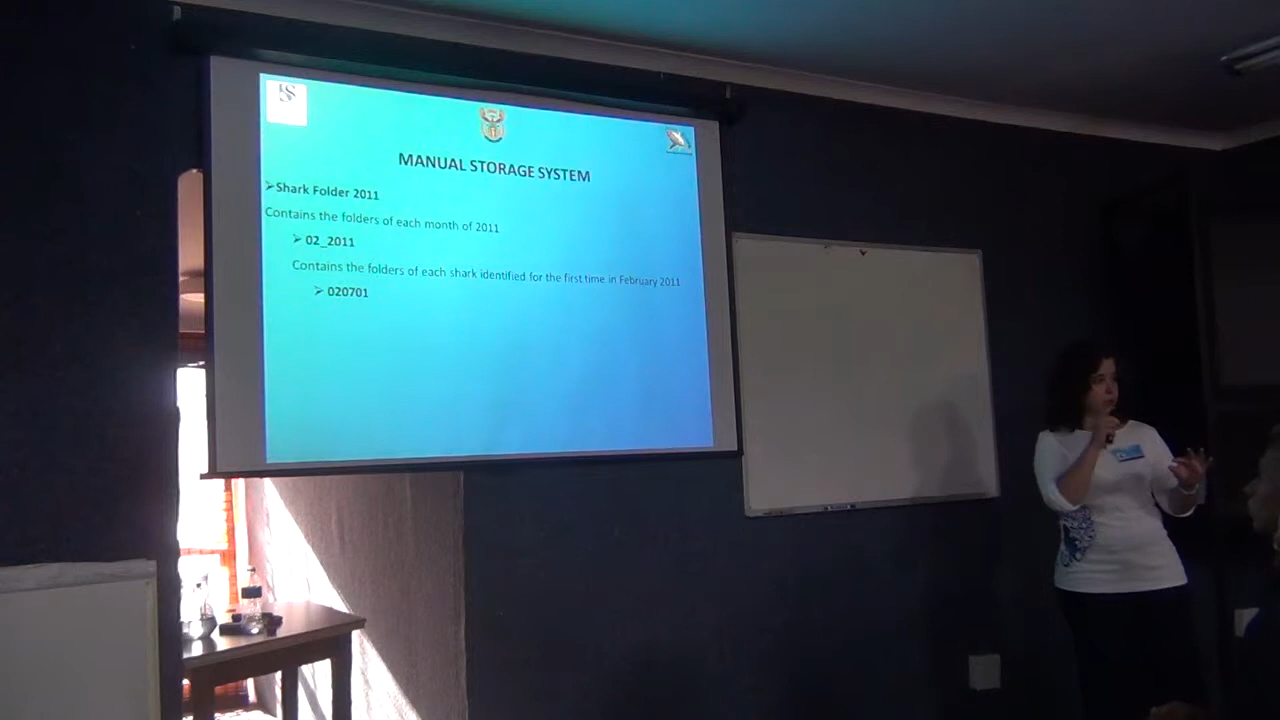 MANUAL STORAGE SYSTEM
➢Shark Folder 2011
Contains the folders of each month of 2011
➢ 02_2011
Contains the folders of each shark identified for the first time in February 2011
➢ 020701